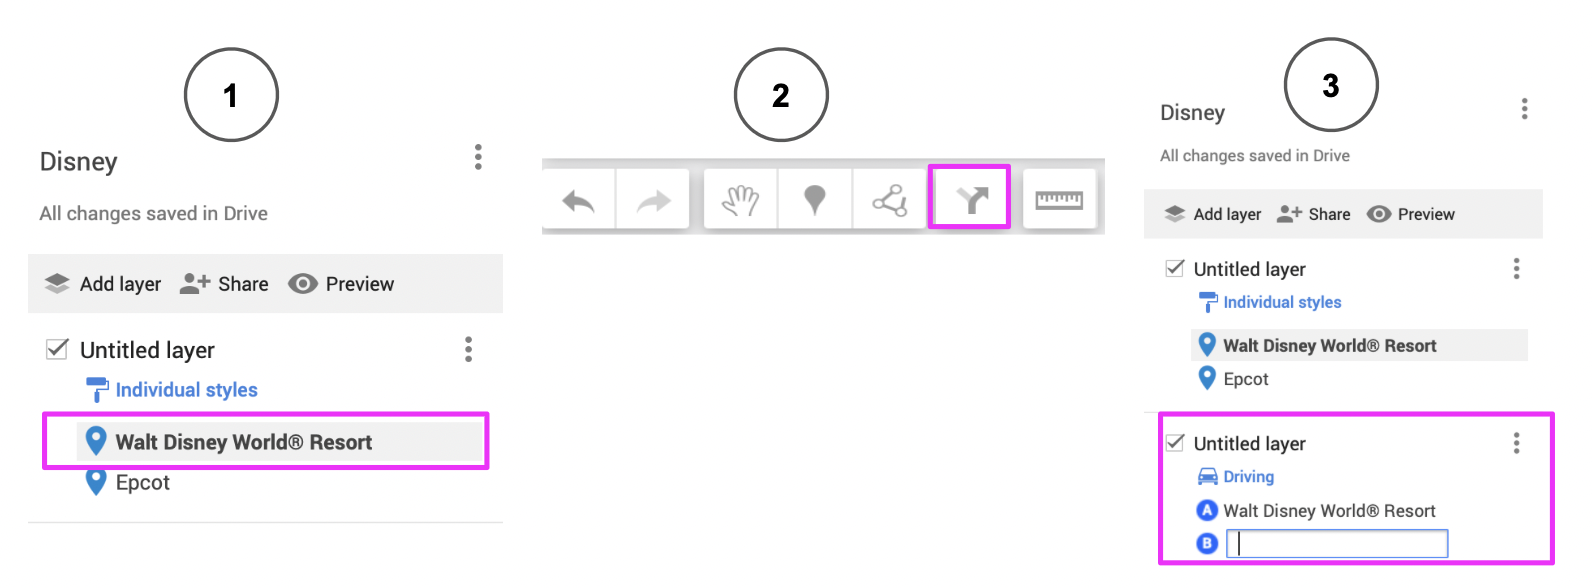 1
Disney
All changes saved in Drive
Add layer Share Preview
Untitled layer
Individual styles
Walt Disney World® Resort
Epcot
2
3
Disney
All changes saved in Drive
Add layer Share Preview
Untitled layer
Individual styles
Walt Disney World® Resort
Epcot
Untitled layer
Driving
A Walt Disney World® Resort
B